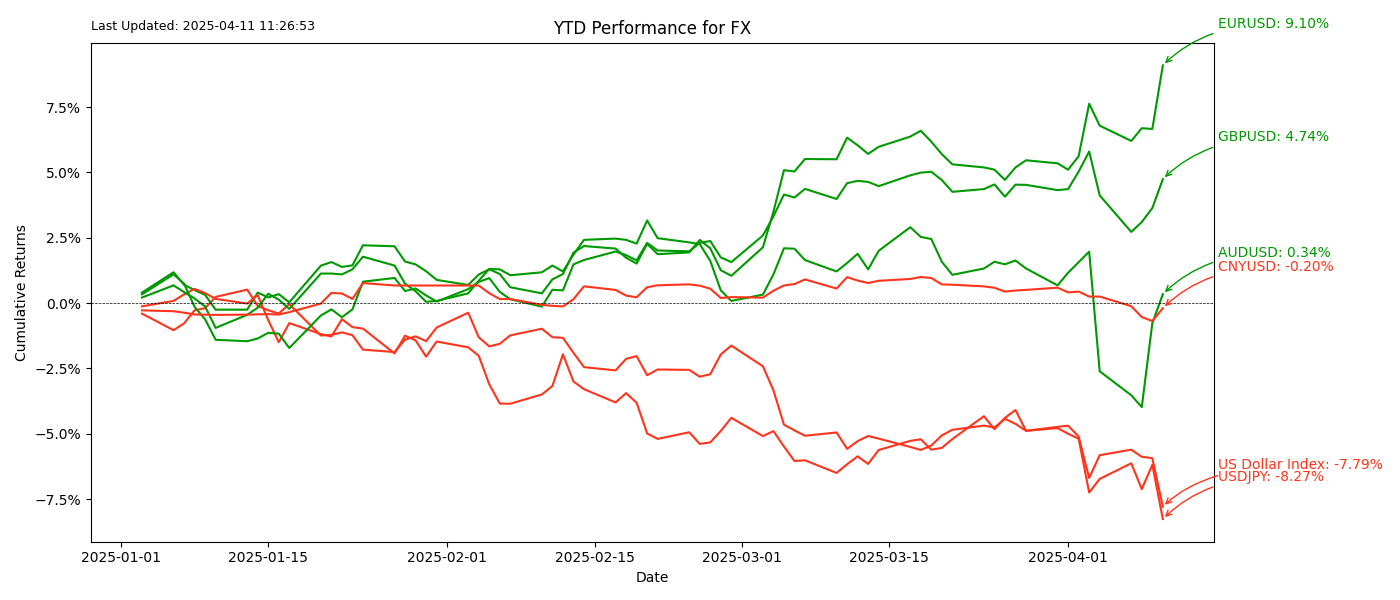 Last Updated: 2025-04-11 11:26:53
YTD Performance for FX
EURUSD: 9.10%
GBPUSD: 4.74%
AUDUSD: 0.34%
CNYUSD: -0.20%
US Dollar Index: -7.79%
USDJPY: -8.27%
Cumulative Returns
7.5%
5.0%
2.5%
0.0%
−2.5%
−5.0%
−7.5%
2025-01-01
2025-01-15
2025-02-01
2025-02-15
2025-03-01
2025-03-15
2025-04-01
Date